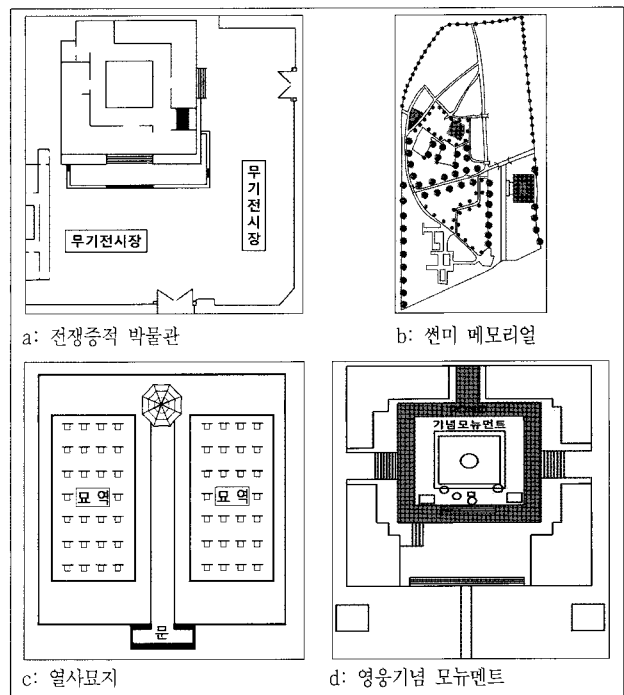 무기전시장
무기전시장
a: 전쟁증적 박물관
b: 썬미 메모리얼
묘 역
묘 역
문
c: 열사묘지
기념모뉴멘트
d: 영웅기념 모뉴멘트